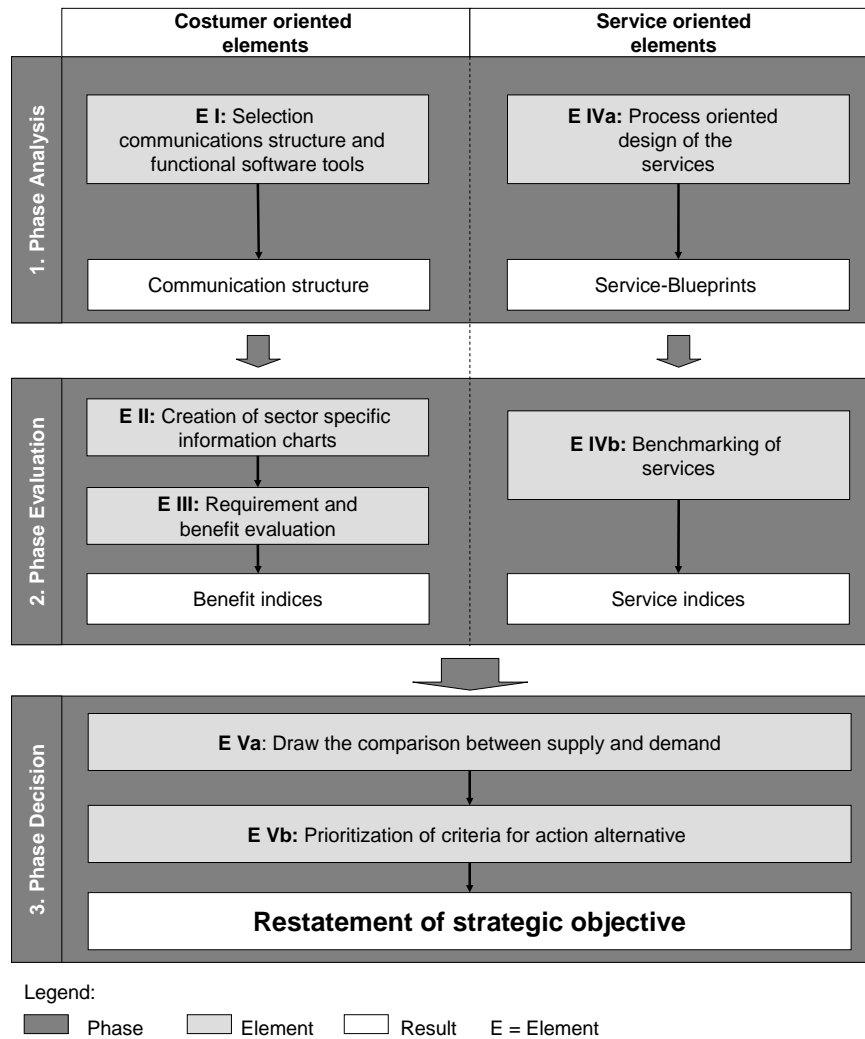 Costumer oriented
elements
Service oriented
elements
1. Phase Analysis
E I: Selection
communications structure and
functional software tools
E IVa: Process oriented
design of the
services
Communication structure
Service-Blueprints
2. Phase Evaluation
E II: Creation of sector specific
information charts
E IVb: Benchmarking of
services
E III: Requirement and
benefit evaluation
Benefit indices
Service indices
3. Phase Decision
E Va: Draw the comparison between supply and demand
E Vb: Prioritization of criteria for action alternative
Restatement of strategic objective
Legend:
Phase Element Result E = Element